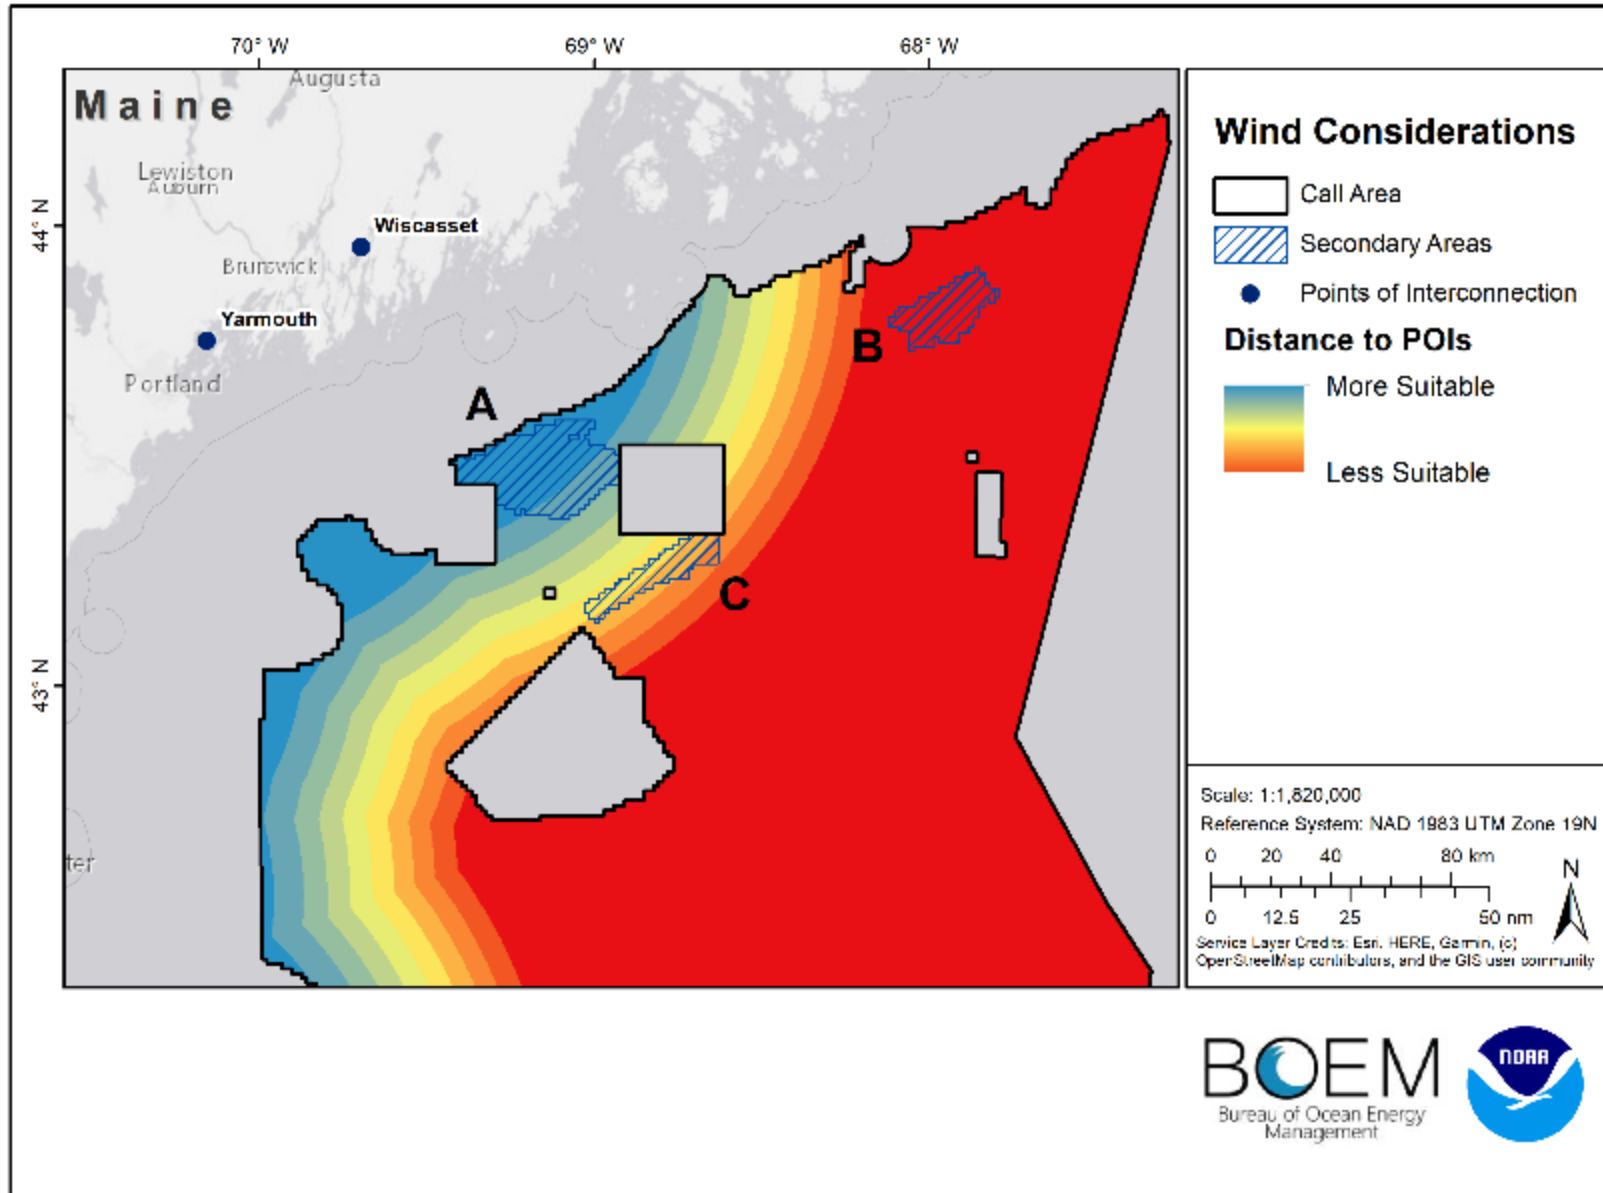 70° W
69° W
68° W
44° N
43° N
Maine
Augusta
Lewiston
Auburn
Wiscasset
Brunswick
Yarmouth
Portland
A
B
C
ter
Wind Considerations
Call Area
Secondary Areas
Points of Interconnection
Distance to POIs
More Suitable
Less Suitable
Scale: 1:1,820,000
Reference System: NAD 1983 UTM Zone 19N
0 20 40 80 km
0 12.5 25 50 nm
N
Service Layer Credits: Esri, HERE, Garmin, (c)
OpenStreetMap contributors, and the GIS user community
BOEM
Bureau of Ocean Energy
Management
NOAA